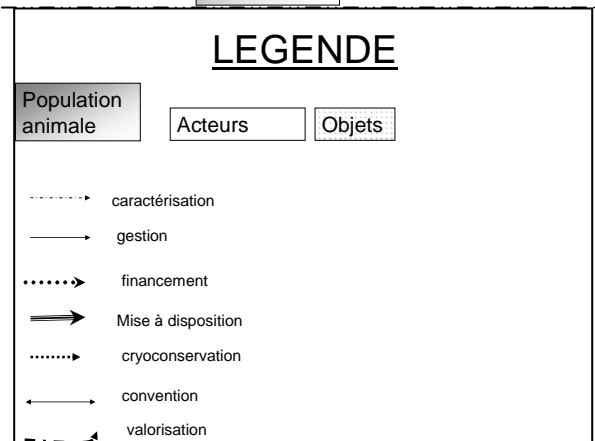 LEGENDE
Population
animale
Acteurs
Objets
caractérisation
gestion
financement
Mise à disposition
cryoconservation
convention
valorisation